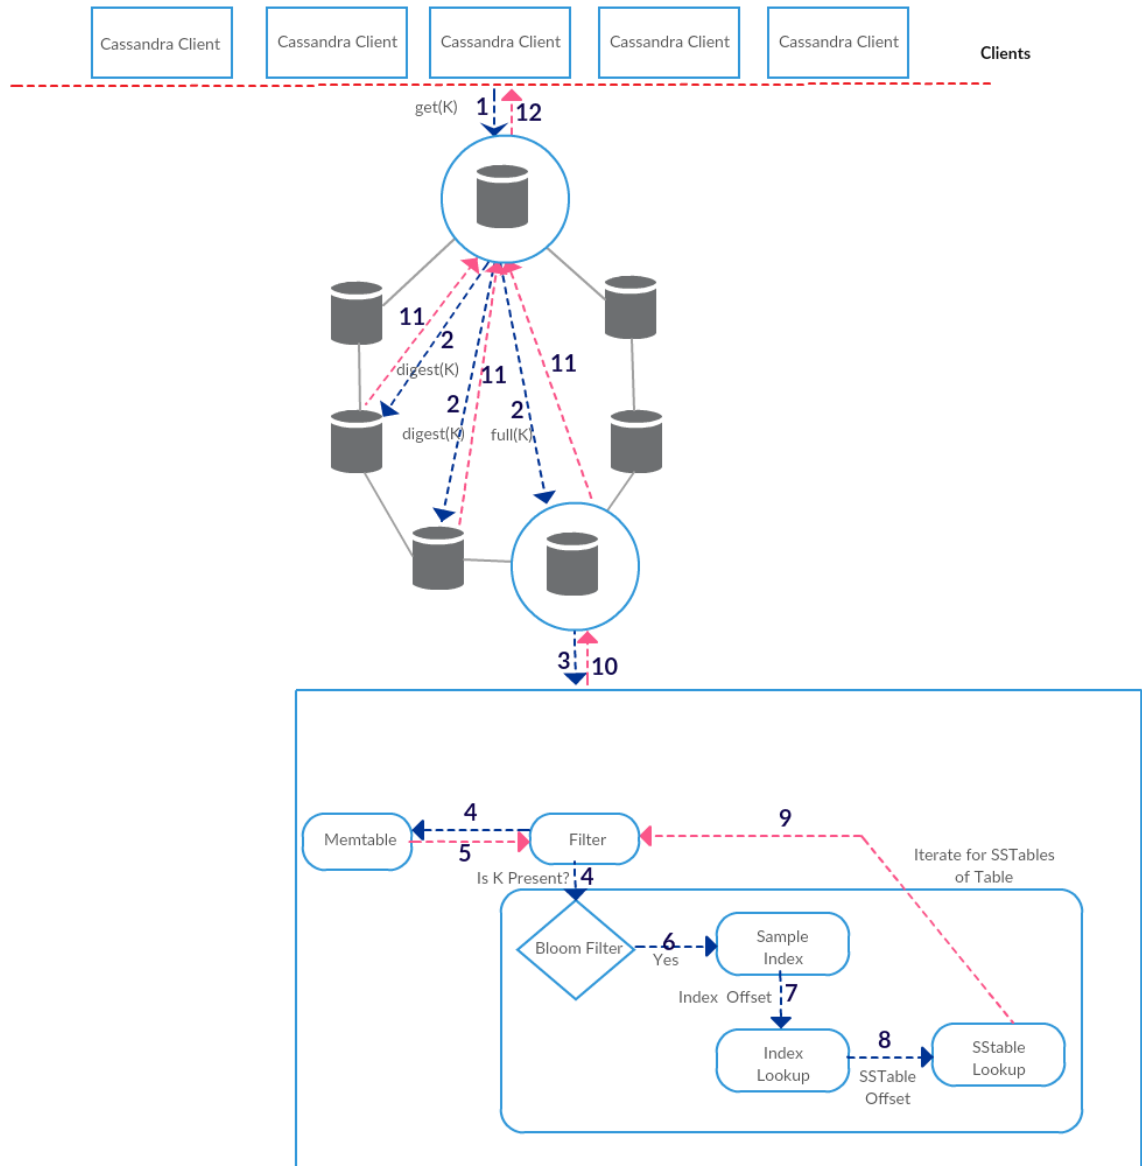 Cassandra Client
Cassandra Client
Cassandra Client
Cassandra Client
Cassandra Client
Clients
get(K)
1
12
11
2
digest(K)
11
11
2
2
digest(K)
full(K)
3
10
4
9
Memtable
Filter
5
Iterate for SSTables
of Table
Is K Present?
4
Bloom Filter
6
Yes
Sample
Index
Index Offset
7
Index
Lookup
8
SSTable
Offset
SStable
Lookup